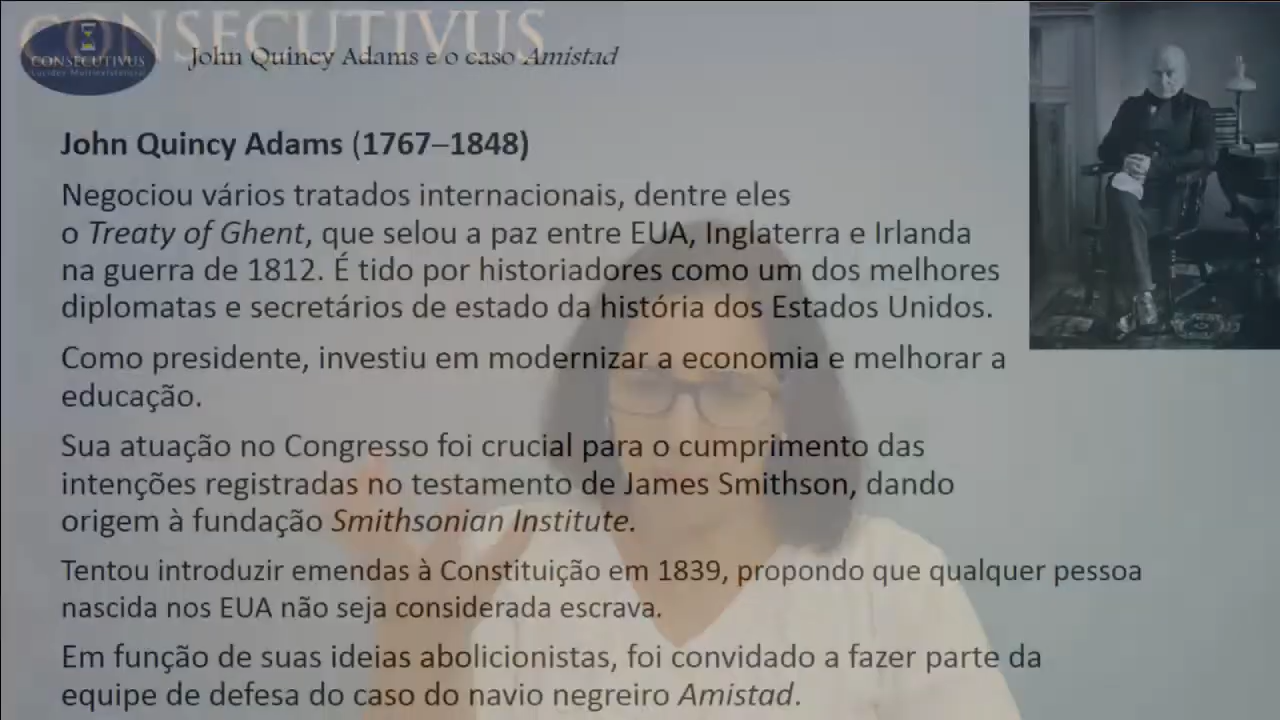 CONSECUTIVUS
CONSECUTIVUS
Lucidez Multiexistencial
John Quincy Adams e o caso Amistad
John Quincy Adams (1767–1848)
Negociou vários tratados internacionais, dentre eles
o Treaty of Ghent, que selou a paz entre EUA, Inglaterra e Irlanda
na guerra de 1812. É tido por historiadores como um dos melhores
diplomatas e secretários de estado da história dos Estados Unidos.
Como presidente, investiu em modernizar a economia e melhorar a
educação.
Sua atuação no Congresso foi crucial para o cumprimento das
intenções registradas no testamento de James Smithson, dando
origem à fundação Smithsonian Institute.
Tentou introduzir emendas à Constituição em 1839, propondo que qualquer pessoa
nascida nos EUA não seja considerada escrava.
Em função de suas ideias abolicionistas, foi convidado a fazer parte da
equipe de defesa do caso do navio negreiro Amistad.